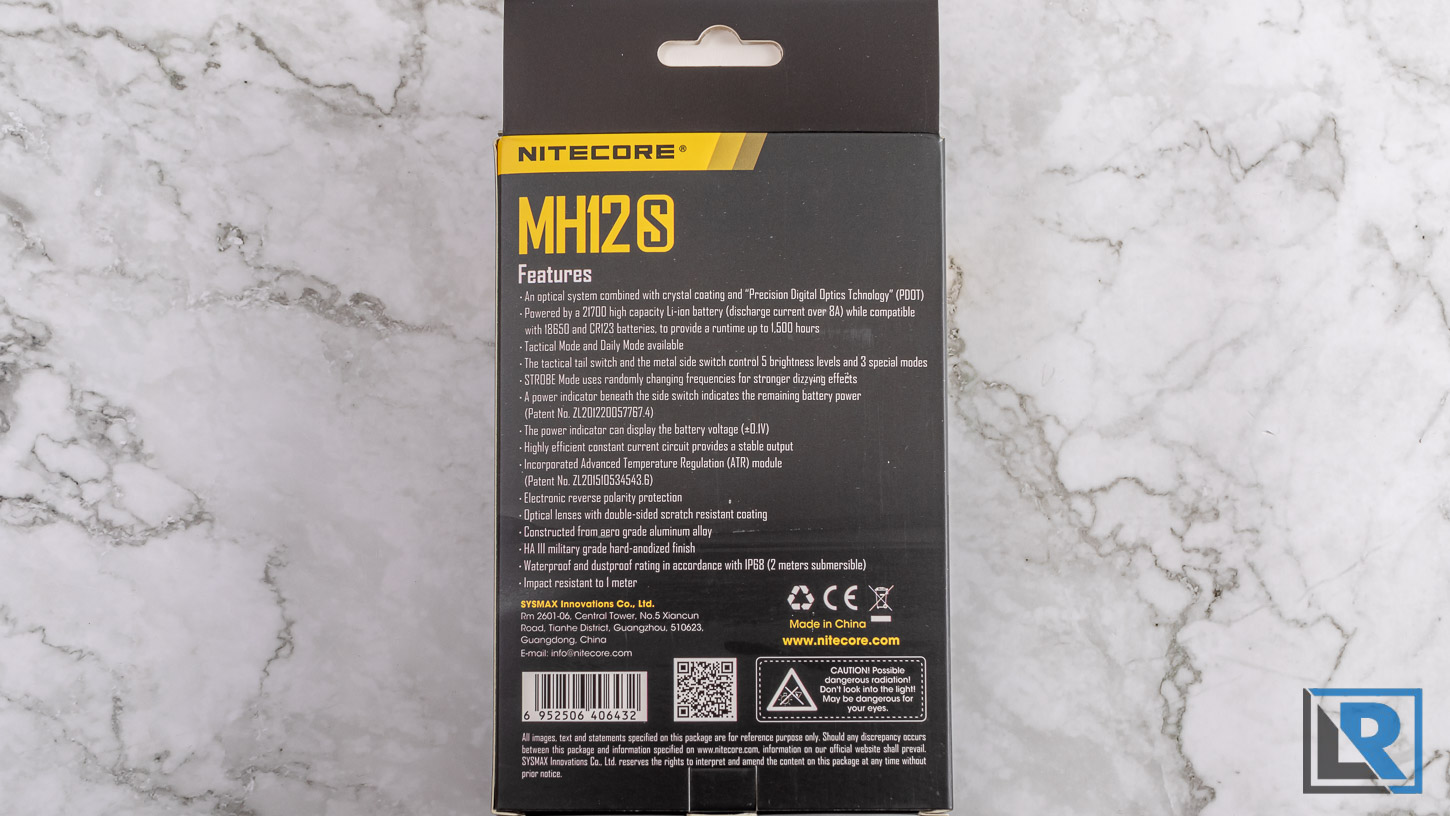 NITECORE®
MH12S
Features
· An optical system combined with crystal coating and “Precision Digital Optics Tchnology” (PDOT)
· Powered by a 21700 high capacity Li-ion battery (discharge current over 8A) while compatible
with 18650 and CR123 batteries, to provide a runtime up to 1,500 hours
· Tactical Mode and Daily Mode available
· The tactical tail switch and the metal side switch control 5 brightness levels and 3 special modes
· STROBE Mode uses randomly changing frequencies for stronger dizzying effects
· A power indicator beneath the side switch indicates the remaining battery power
(Patent No. ZL201220057767.4)
· The power indicator can display the battery voltage (±0.1V)
· Highly efficient constant current circuit provides a stable output
· Incorporated Advanced Temperature Regulation (ATR) module
(Patent No. ZL201510534543.6)
· Electronic reverse polarity protection
· Optical lenses with double-sided scratch resistant coating
· Constructed from aero grade aluminum alloy
· HA III military grade hard-anodized finish
· Waterproof and dustproof rating in accordance with IP68 (2 meters submersible)
· Impact resistant to 1 meter
SYSMAX Innovations Co., Ltd.
Rm 2601-06, Central Tower, No.5 Xiancun
Road, Tianhe District, Guangzhou, 510623,
Guangdong, China
E-mail: info@nitecore.com
CE
Made in China
www.nitecore.com
6 952506 406432
CAUTION! Possible
dangerous radiation!
Don't look into the light!
May be dangerous for
your eyes.
All images, text and statements specified on this package are for reference purpose only. Should any discrepancy occurs
between this package and information specified on www.nitecore.com, information on our official website shall prevail.
SYSMAX Innovations Co., Ltd. reserves the rights to interpret and amend the content on this package at any time without
prior notice.
LR